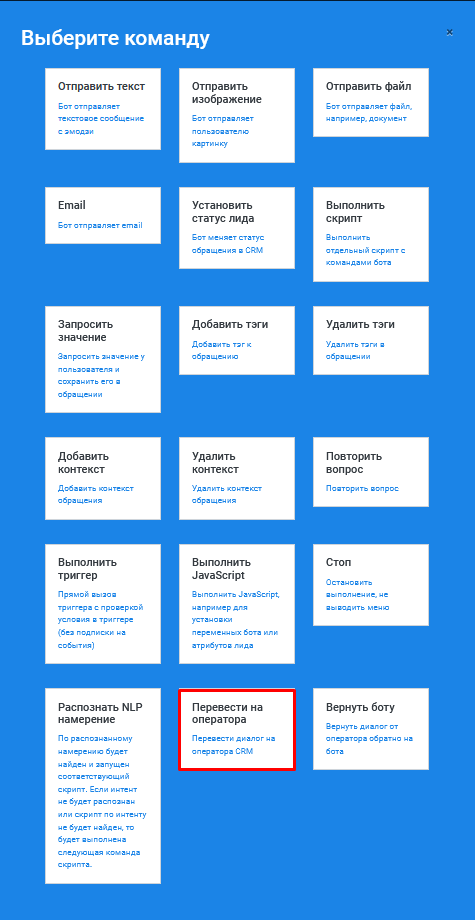 Выберите команду
×
Отправить текст
Бот отправляет
текстовое сообщение
с эмодзи
Отправить
изображение
Бот отправляет
пользователю
картинку
Отправить файл
Бот отправляет файл,
например, документ
Email
Бот отправляет email
Установить
статус лида
Бот меняет статус
обращения в CRM
Выполнить
скрипт
Выполнить
отдельный скрипт с
командами бота
Запросить
значение
Запросить значение у
пользователя и
сохранить его в
обращении
Добавить тэги
Добавить тэг к
обращению
Удалить тэги
Удалить тэги в
обращении
Добавить
контекст
Добавить контекст
обращения
Удалить
контекст
Удалить контекст
обращения
Повторить
вопрос
Повторить вопрос
Выполнить
триггер
Прямой вызов
триггера с проверкой
условия в триггере
(без подписки на
события)
Выполнить
JavaScript
Выполнить JavaScript,
например для
установки
переменных бота или
атрибутов лида
Стоп
Остановить
выполнение, не
выводить меню
Распознать NLP
намерение
По распознанному
намерению будет
найден и запущен
соответствующий
скрипт. Если интент
не будет распознан
или скрипт по интенту
не будет найден, то
будет выполнена
следующая команда
скрипта.
Перевести на
оператора
Перевести диалог на
оператора CRM
Вернуть боту
Вернуть диалог от
оператора обратно на
бота